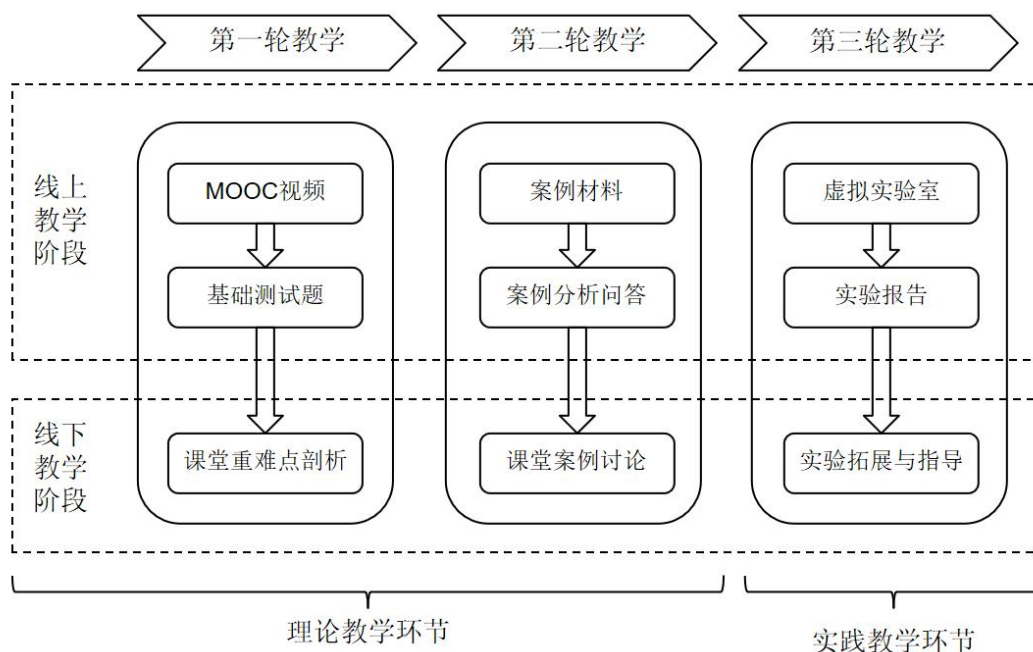 第一轮教学
第二轮教学
第三轮教学
线上
教学
阶段
MOOC视频
案例材料
虚拟实验室
基础测试题
案例分析问答
实验报告
线下
教学
阶段
课堂重难点剖析
课堂案例讨论
实验拓展与指导
理论教学环节
实践教学环节